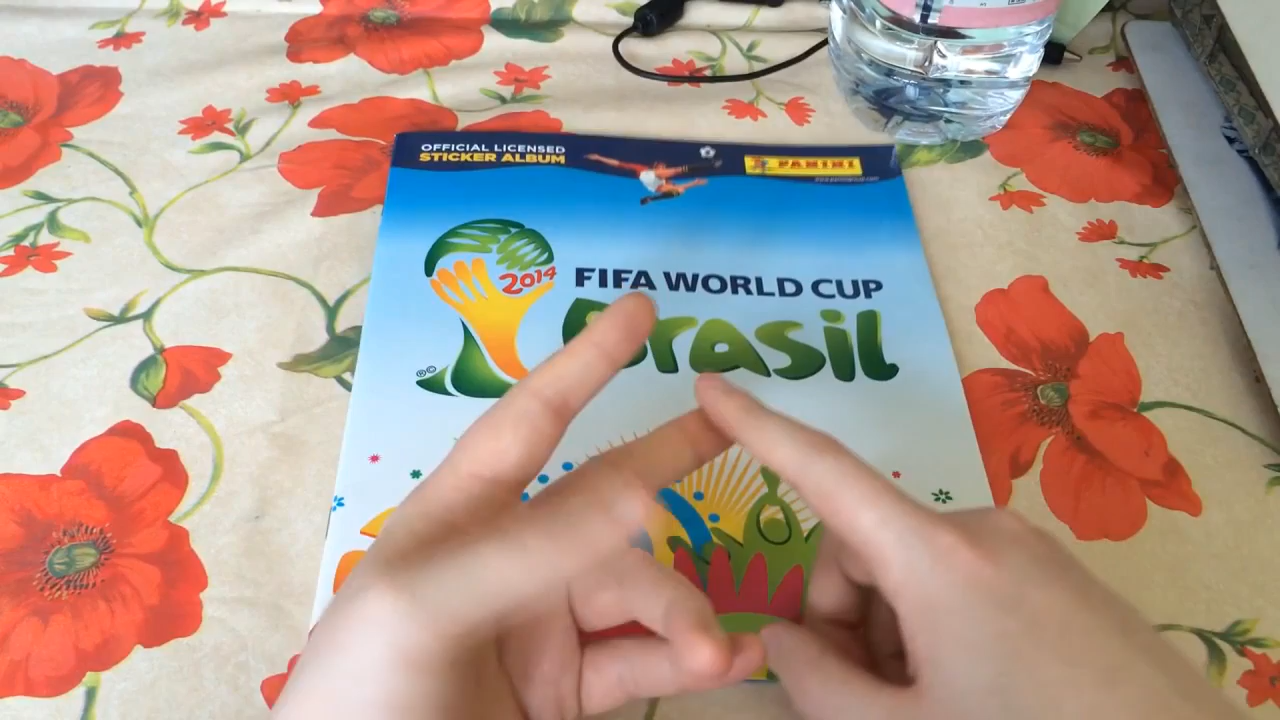 OFFICIAL LICENSED
STICKER ALBUM
PANINI
2014
FIFA WORLD CUP
Brasil